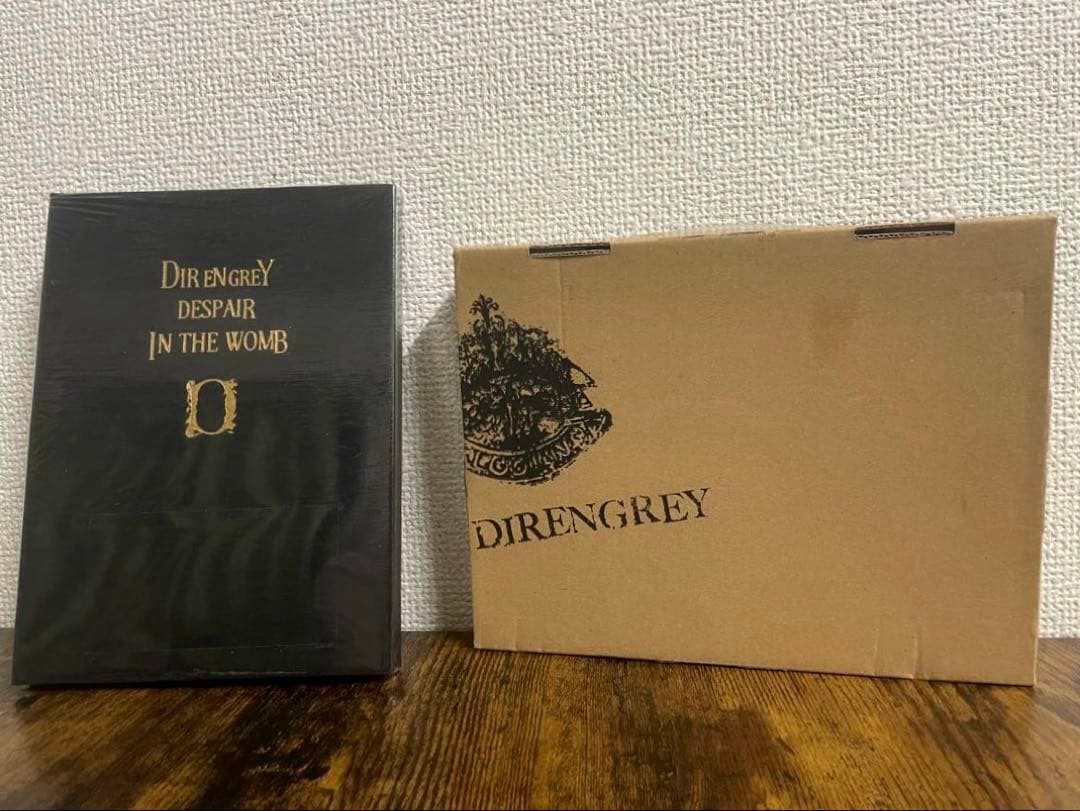 DIR EN GREY
DESPAIR
IN THE WOMB
D
DIRENGREY